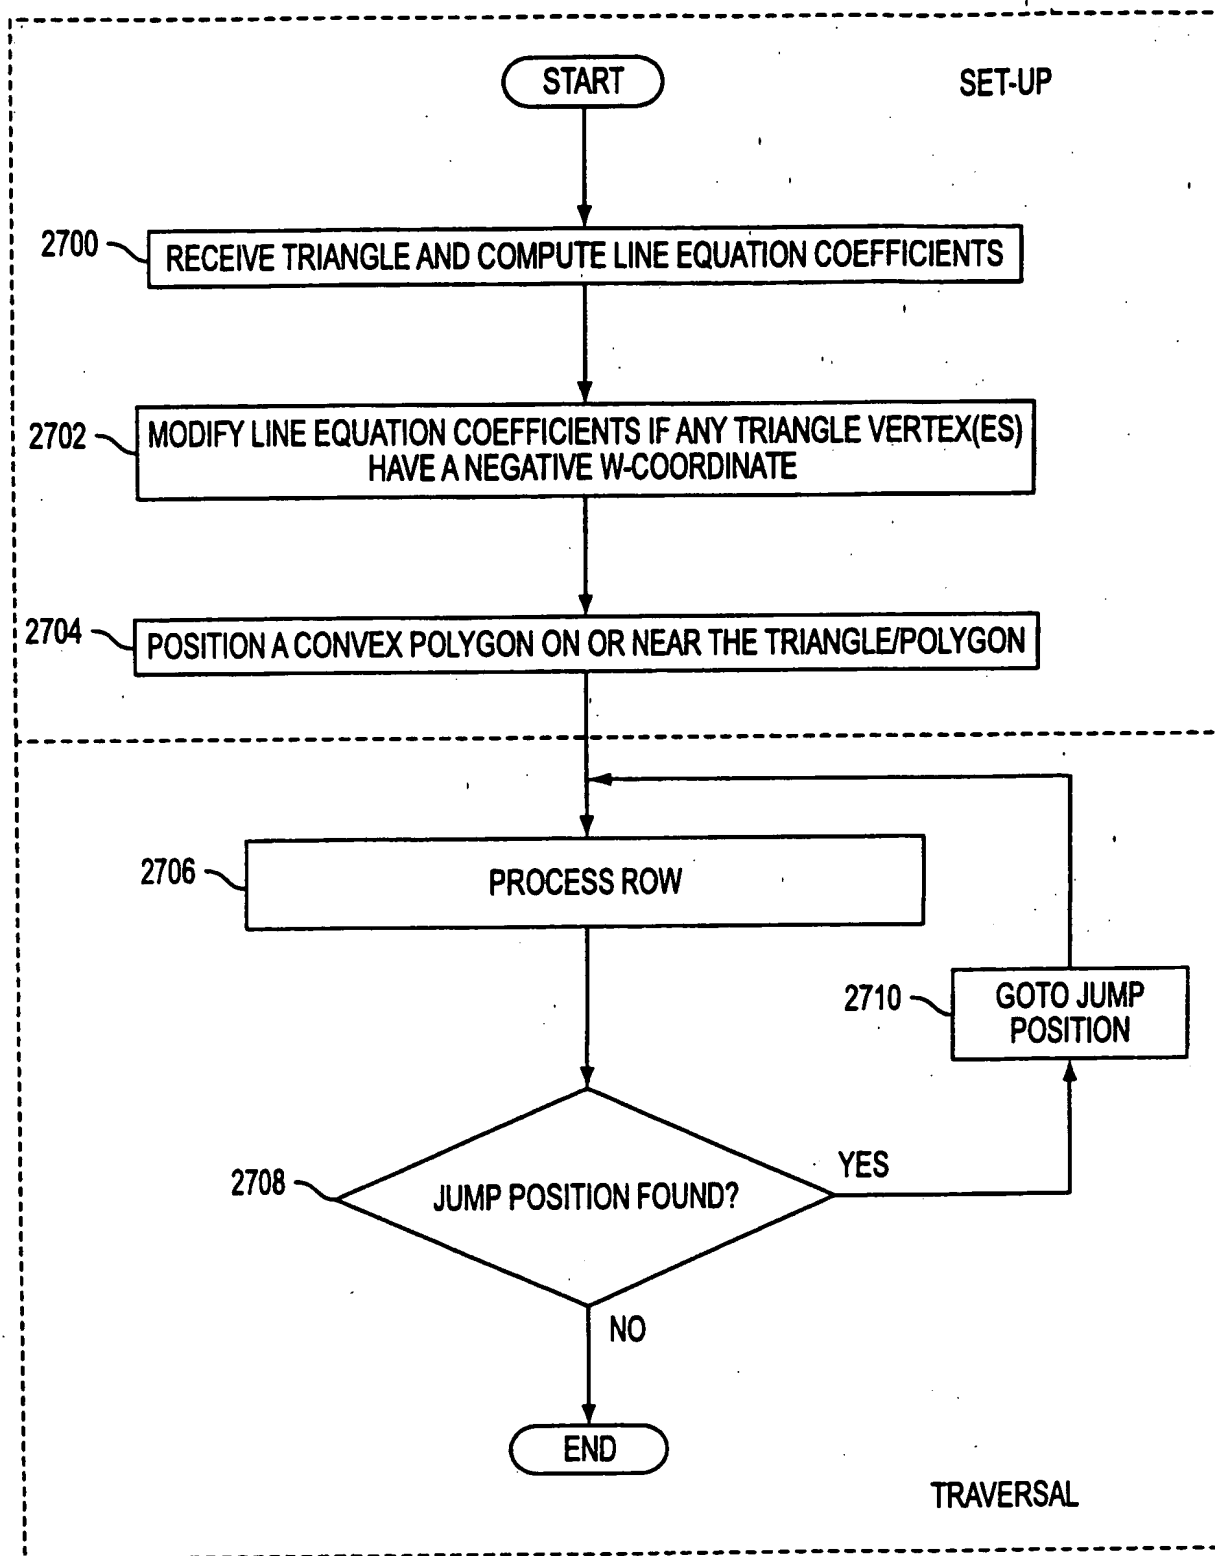 START
SET-UP
2700
RECEIVE TRIANGLE AND COMPUTE LINE EQUATION COEFFICIENTS
2702
MODIFY LINE EQUATION COEFFICIENTS IF ANY TRIANGLE VERTEX(ES)
HAVE A NEGATIVE W-COORDINATE
2704
POSITION A CONVEX POLYGON ON OR NEAR THE TRIANGLE/POLYGON
2706
PROCESS ROW
2710
GOTO JUMP
POSITION
2708
JUMP POSITION FOUND?
YES
NO
END
TRAVERSAL